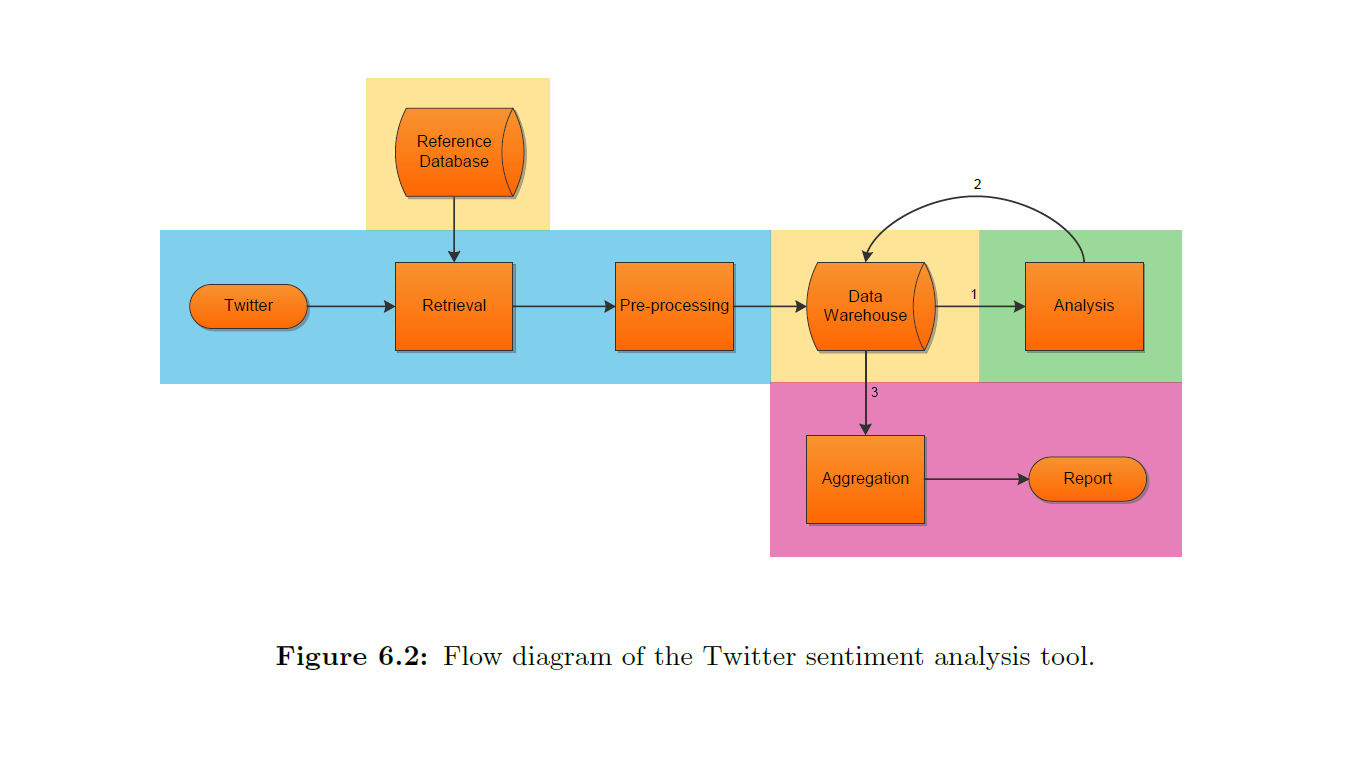 Reference
Database
2
Twitter
Retrieval
Pre-processing
Data
Warehouse
1
Analysis
3
Aggregation
Report
Figure 6.2: Flow diagram of the Twitter sentiment analysis tool.